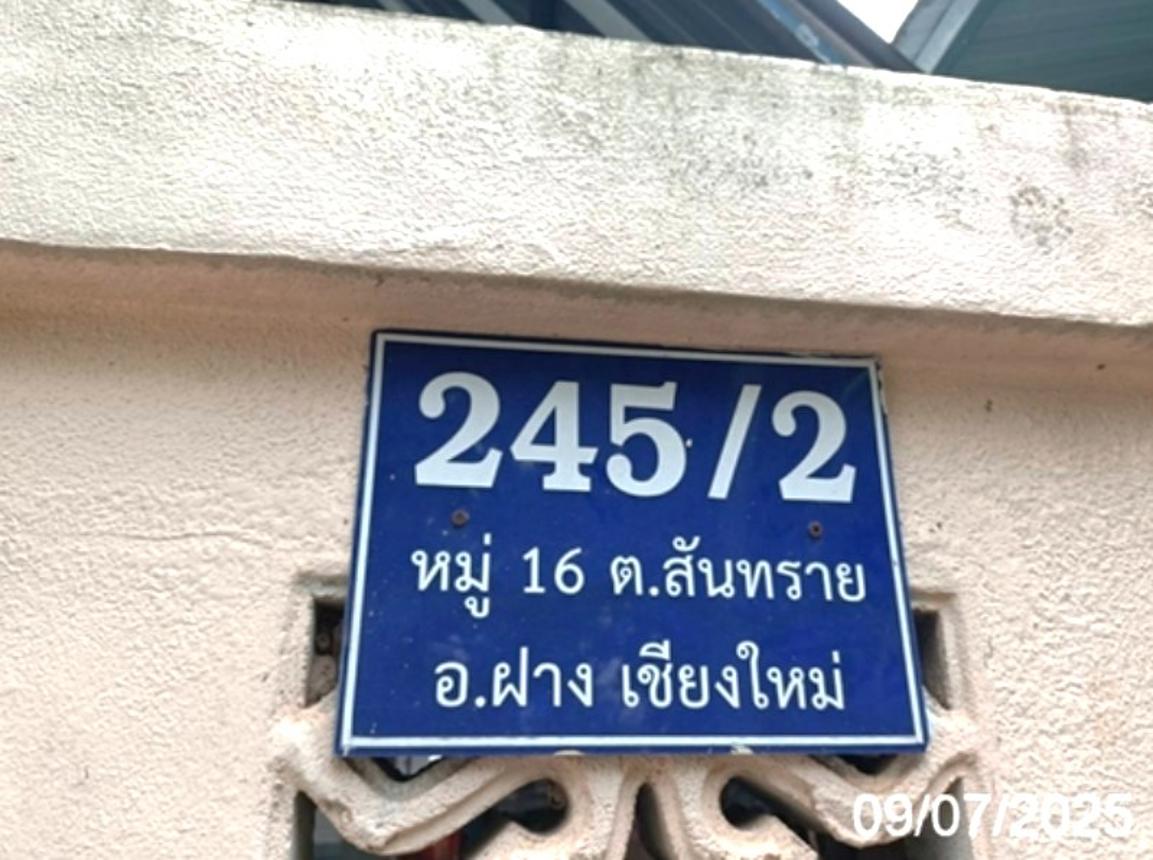 245/2
หมู่ 16 ต.สันทราย
อ.ฝาง เชียงใหม่
09/07/2025